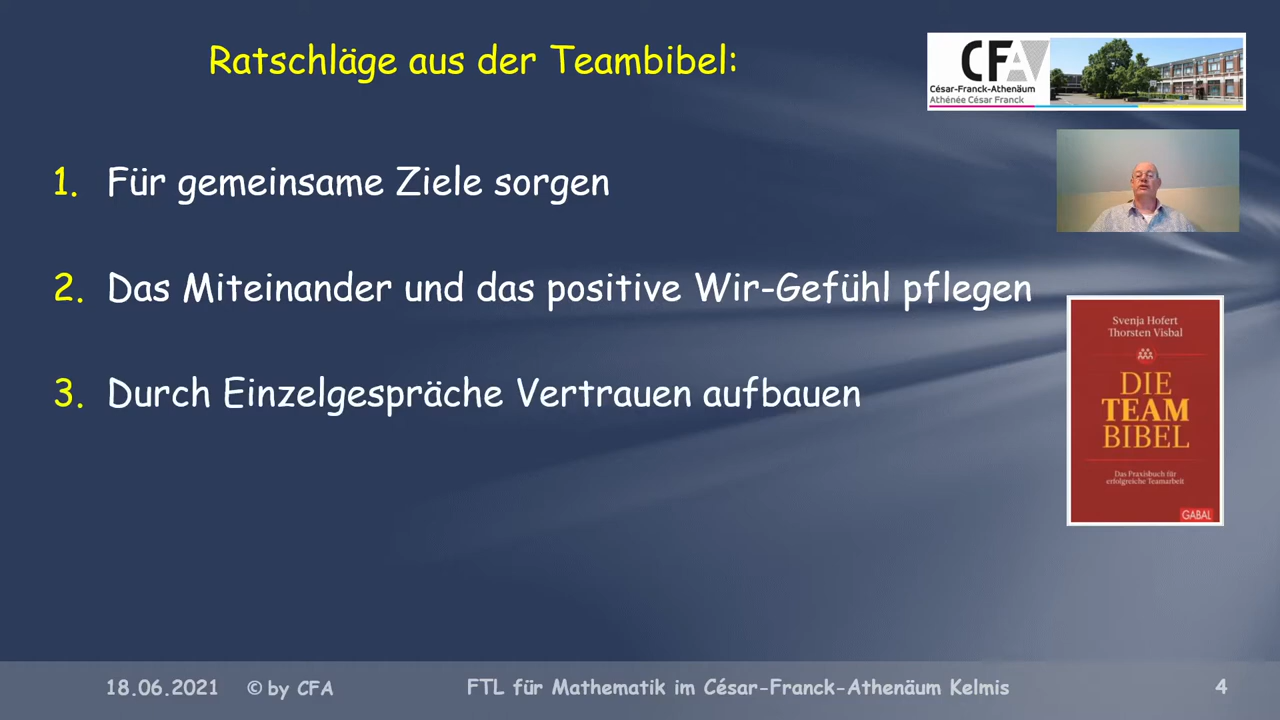 Ratschläge aus der Teambibel:
CFA
César-Franck-Athenäum
Athénée César Franck
1. Für gemeinsame Ziele sorgen
2. Das Miteinander und das positive Wir-Gefühl pflegen
3. Durch Einzelgespräche Vertrauen aufbauen
Svenja Hofert
Thorsten Visbal
DIE
TEAM
BIBEL
Das Praxisbuch für
erfolgreiche Teamarbeit
GABAL
18.06.2021 © by CFA FTL für Mathematik im César-Franck-Athenäum Kelmis 4